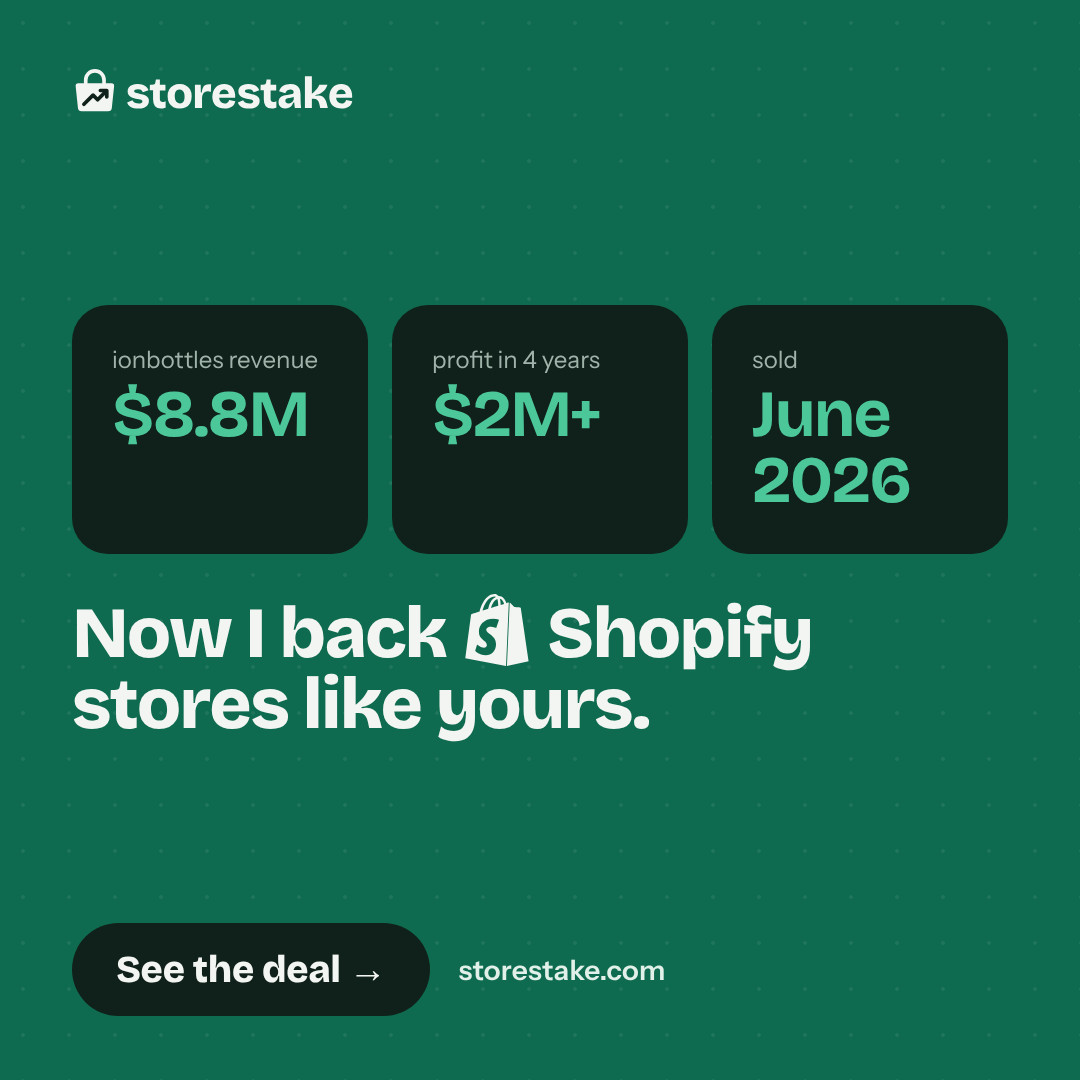 storestake
ionbottles revenue
$8.8M
profit in 4 years
$2M+
sold
June
2026
Now I back Shopify
stores like yours.
See the deal →
storestake.com